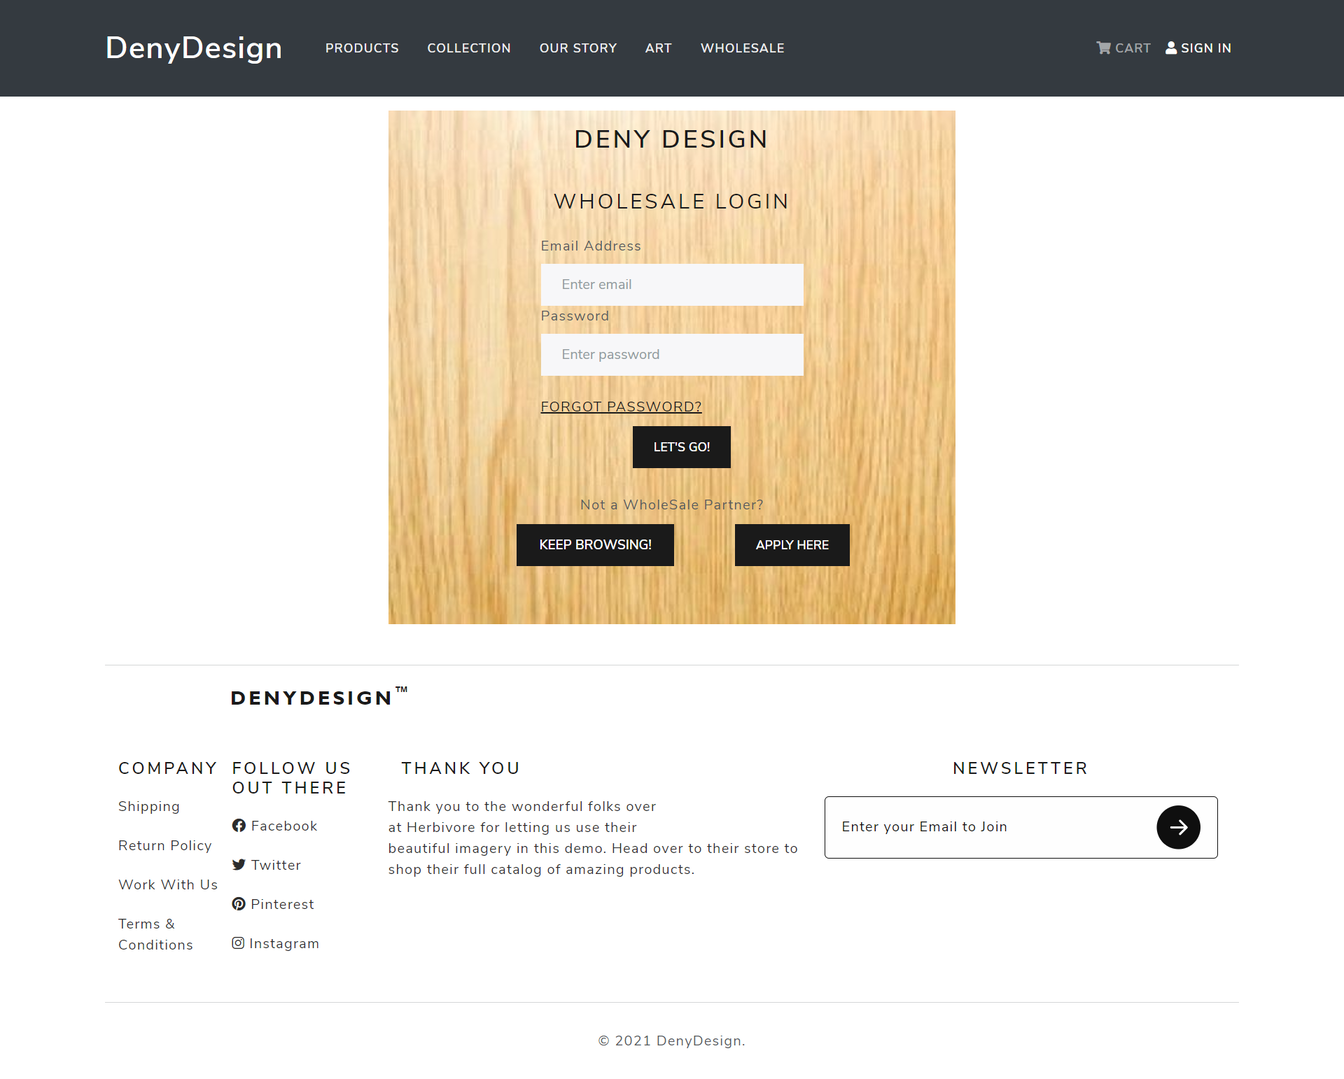 DenyDesign PRODUCTS COLLECTION OUR STORY ART WHOLESALE CART SIGN IN
DENY DESIGN
WHOLESALE LOGIN
Email Address
Enter email
Password
Enter password
FORGOT PASSWORD?
LET'S GO!
Not a WholeSale Partner?
KEEP BROWSING! APPLY HERE
DENYDESIGN™
COMPANY
Shipping
Return Policy
Work With Us
Terms &
Conditions
FOLLOW US
OUT THERE
Facebook
Twitter
Pinterest
Instagram
THANK YOU
Thank you to the wonderful folks over
at Herbivore for letting us use their
beautiful imagery in this demo. Head over to their store to
shop their full catalog of amazing products.
NEWSLETTER
Enter your Email to Join
© 2021 DenyDesign.